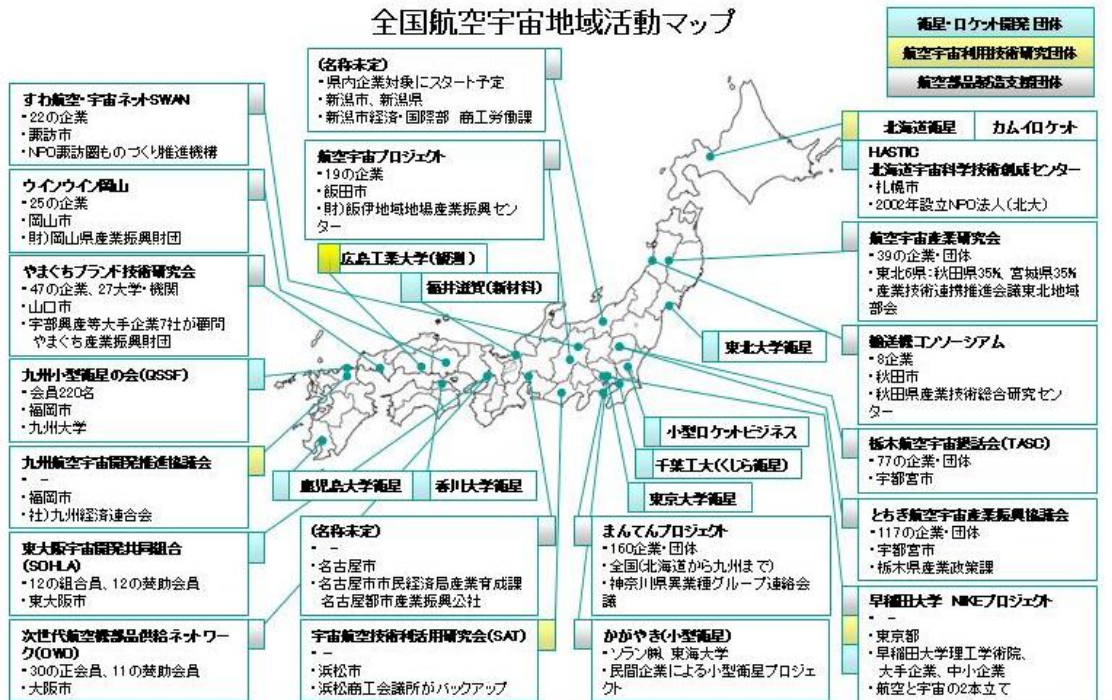 全国航空宇宙地域活動マップ
衛星・ロケット開発 団体
航空宇宙利用技術研究団体
航空部品製造支援団体
すわ航空・宇宙ネットSWAN
・22の企業
・諏訪市
・NPO諏訪圏ものづくり推進機構
ウインウイン岡山
・25の企業
・岡山市
・財)岡山県産業振興財団
やまぐちブランド技術研究会
・47の企業、27大学・機関
・山口市
・宇部興産等大手企業7社が顧問
やまぐち産業振興財団
九州小型衛星の会(QSSF)
・会員220名
・福岡市
・九州大学
九州航空宇宙開発推進協議会
・ -
・福岡市
・社)九州経済連合会
東大阪宇宙開発共同組合
(SOHLA)
・12の組合員、12の賛助会員
・東大阪市
次世代航空機部品供給ネットワー
ク(OWO)
・30の正会員、11の賛助会員
・大阪市
(名称未定)
・県内企業対象にスタート予定
・新潟市、新潟県
・新潟市経済・国際部 商工労働課
航空宇宙プロジェクト
・19の企業
・飯田市
・財)飯伊地域地場産業振興セン
ター
広島工業大学(観測)
福井滋賀(新材料)
鹿児島大学衛星
香川大学衛星
(名称未定)
・ -
・名古屋市
・名古屋市市民経済局産業育成課
名古屋都市産業振興公社
宇宙航空技術利活用研究会(SAT)
・ -
・浜松市
・浜松商工会議所がバックアップ
東北大学衛星
小型ロケットビジネス
千葉工大(くじら衛星)
東京大学衛星
まんてんプロジェクト
・160企業・団体
・全国(北海道から九州まで)
・神奈川県異業種グループ連絡会
議
かがやき(小型衛星)
・ソラン㈱、東海大学
・民間企業による小型衛星プロジェ
クト
北海道衛星 カムイロケット
HASTIC
北海道宇宙科学技術創成センター
・札幌市
・2002年設立NPO法人(北大)
航空宇宙産業研究会
・39の企業・団体
・東北6県:秋田県35%、宮城県35%
・産業技術連携推進会議東北地域
部会
輸送機コンソーシアム
・8企業
・秋田市
・秋田県産業技術総合研究セン
ター
栃木航空宇宙懇話会(TASC)
・77の企業・団体
・宇都宮市
とちぎ航空宇宙産業振興協議会
・117の企業・団体
・宇都宮市
・栃木県産業政策課
早稲田大学 NIKEプロジェクト
・ -
・東京都
・早稲田大学理工学術院、
大手企業、中小企業
・航空と宇宙の2本立て